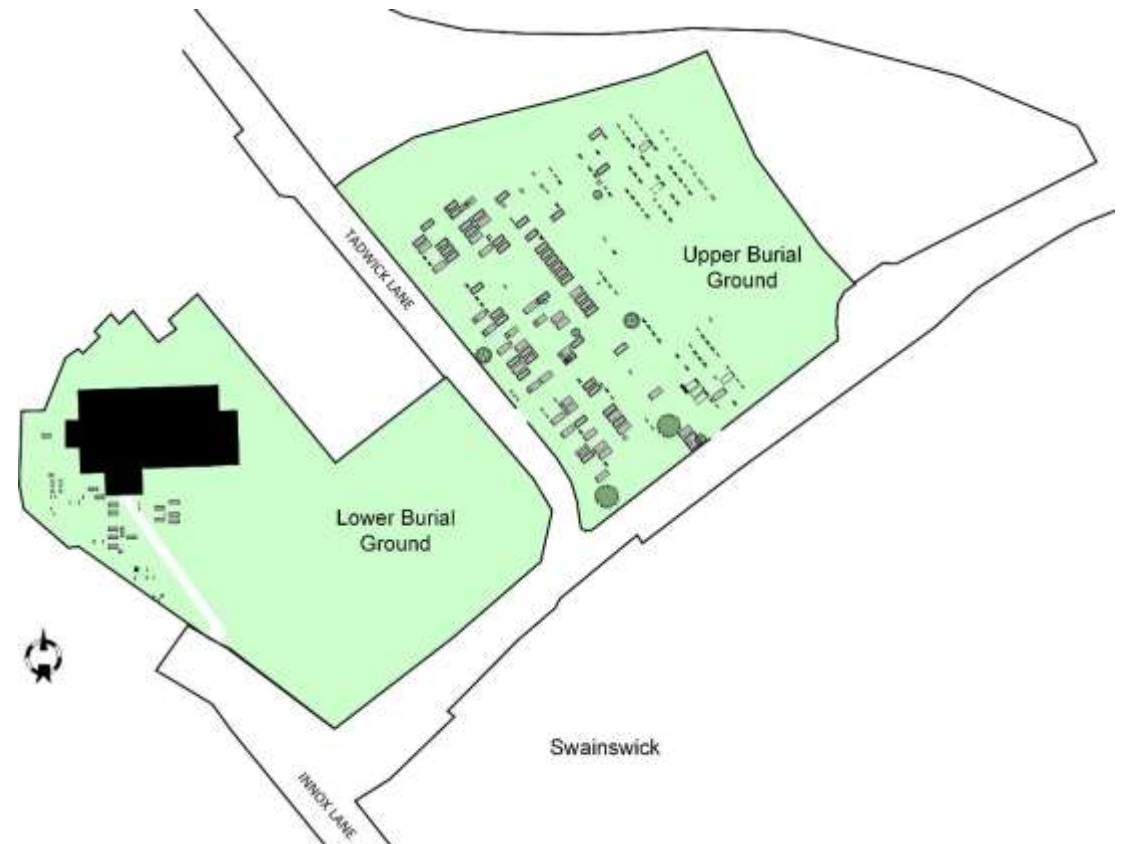 TADWICK LANE
Upper Burial
Ground
Lower Burial
Ground
Swainswick
INNOX LANE